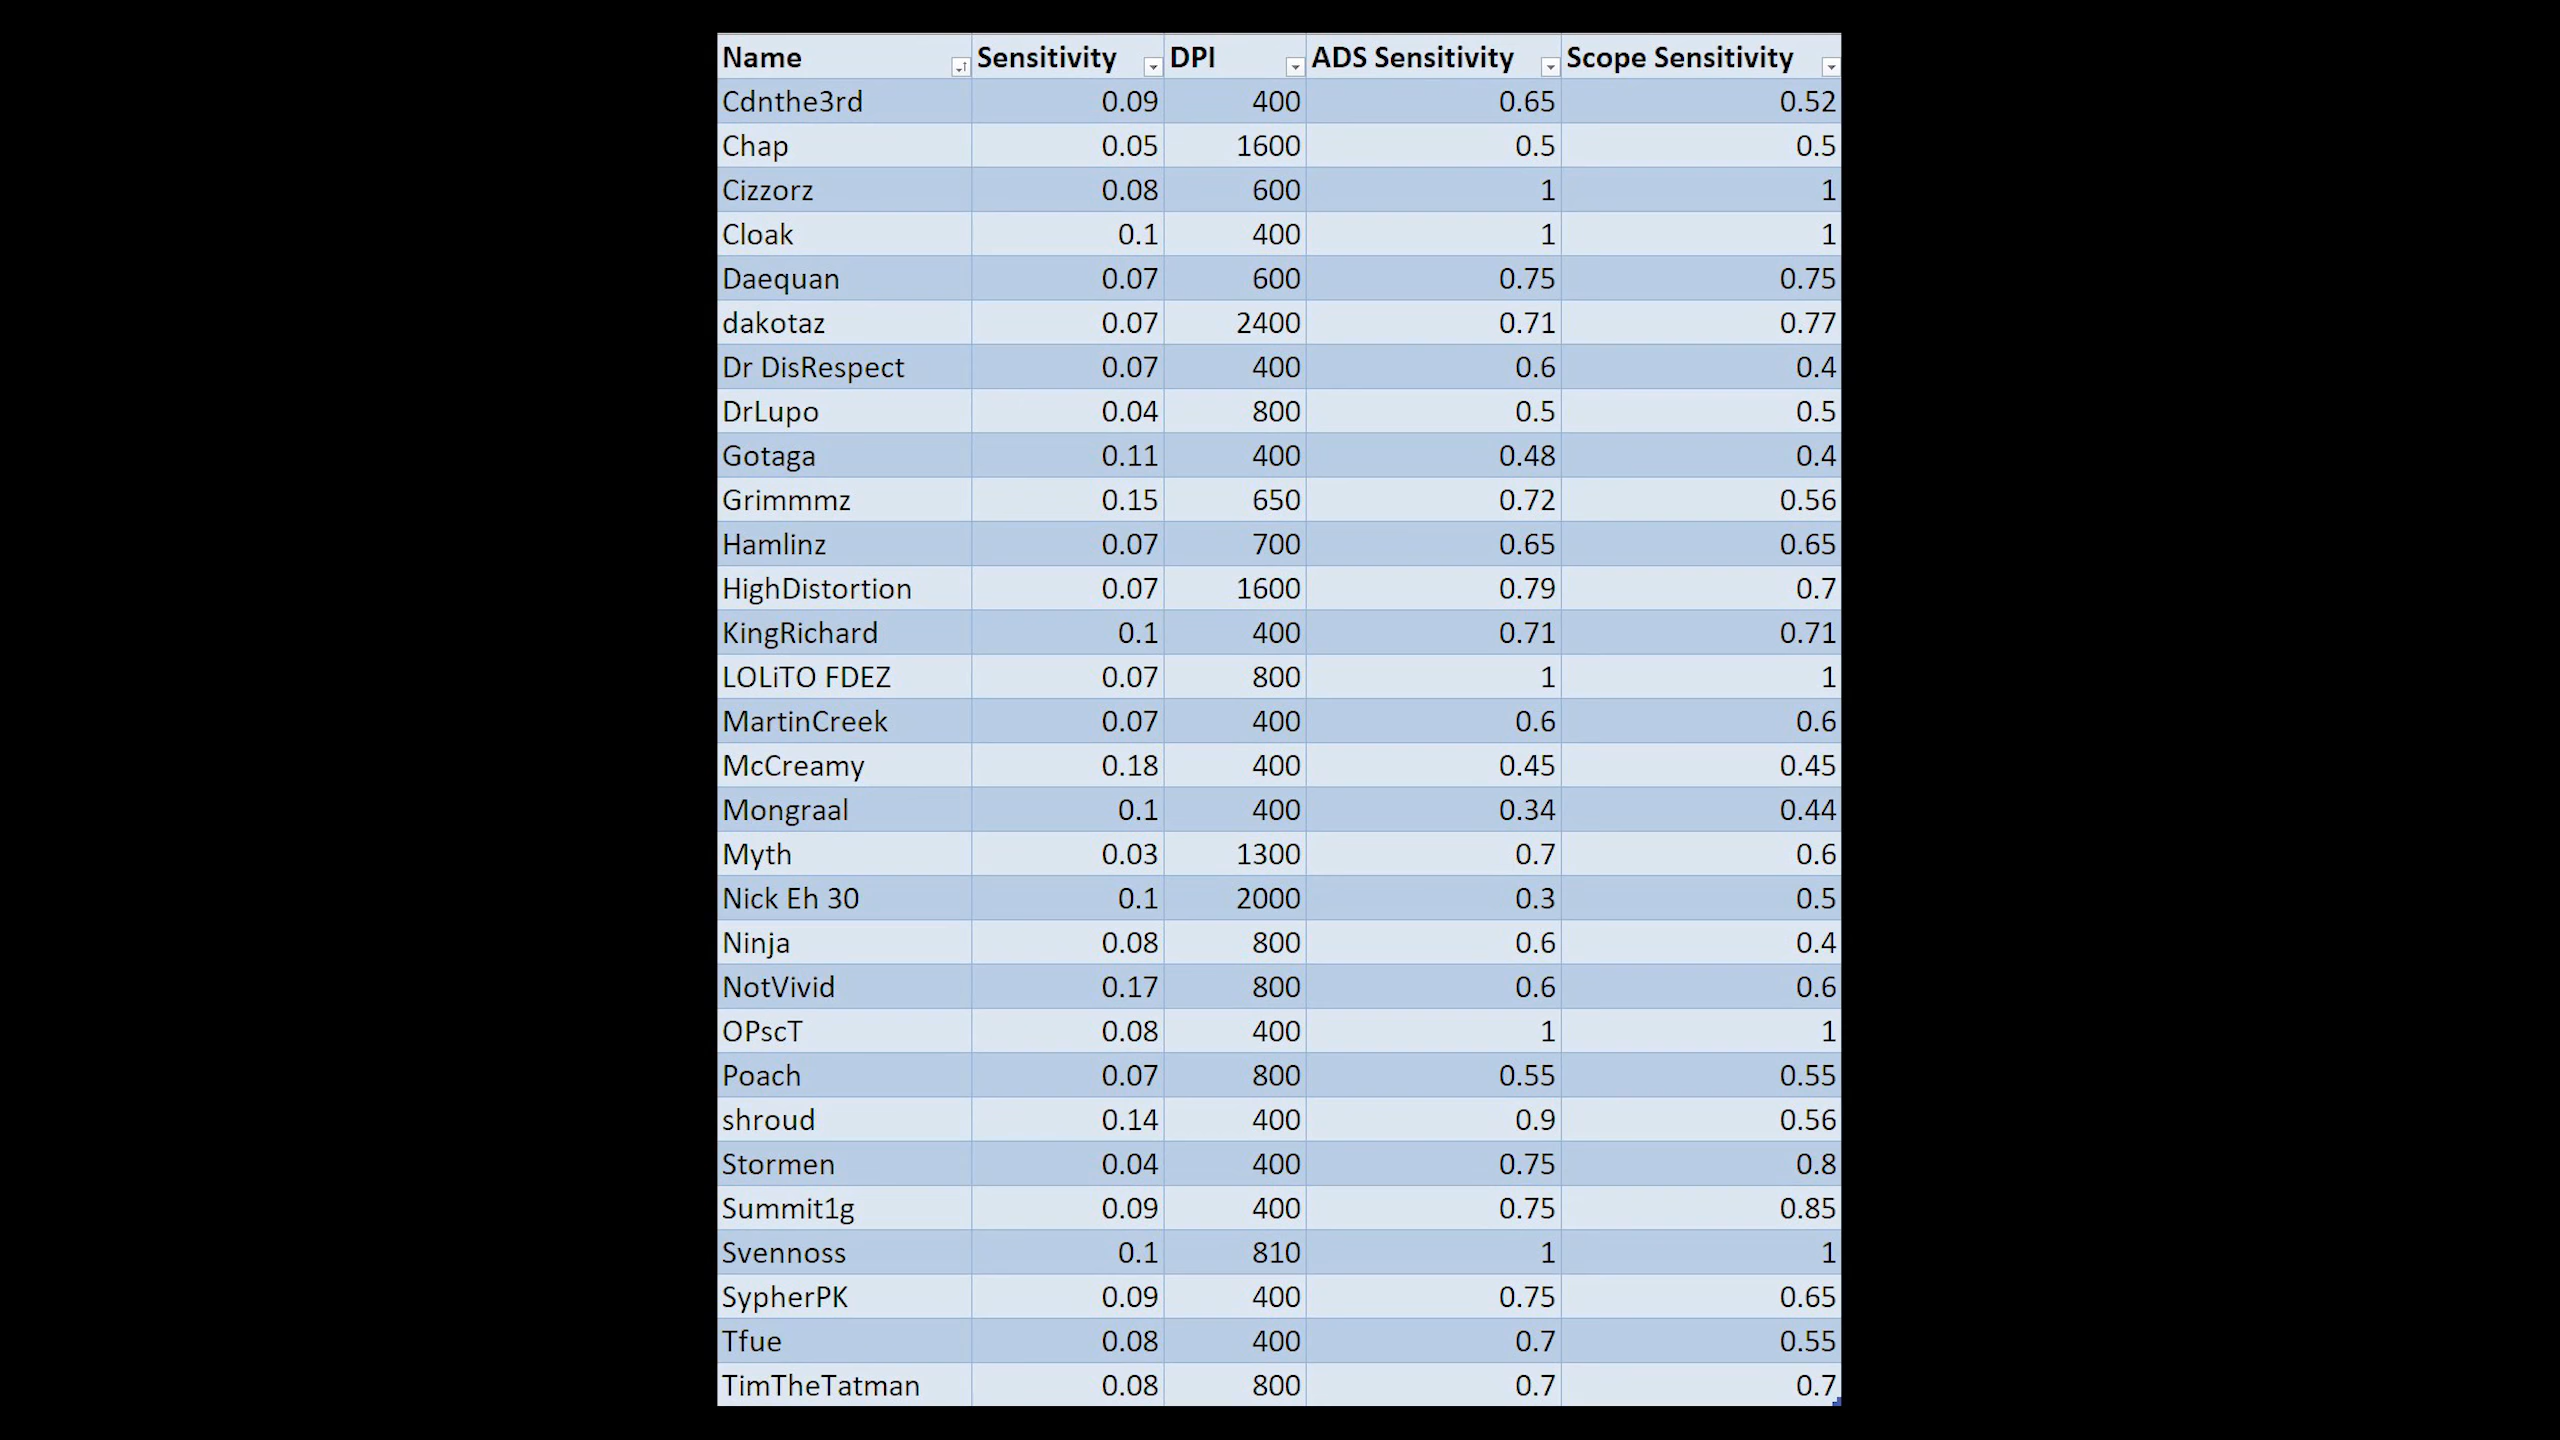 Name Sensitivity DPI ADS Sensitivity Scope Sensitivity
Cdnthe3rd 0.09 400 0.65 0.52
Chap 0.05 1600 0.5 0.5
Cizzorz 0.08 600 1 1
Cloak 0.1 400 1 1
Daequan 0.07 600 0.75 0.75
dakotaz 0.07 2400 0.71 0.77
Dr DisRespect 0.07 400 0.6 0.4
DrLupo 0.04 800 0.5 0.5
Gotaga 0.11 400 0.48 0.4
Grimmmz 0.15 650 0.72 0.56
Hamlinz 0.07 700 0.65 0.65
HighDistortion 0.07 1600 0.79 0.7
KingRichard 0.1 400 0.71 0.71
LOLiTO FDEZ 0.07 800 1 1
MartinCreek 0.07 400 0.6 0.6
McCreamy 0.18 400 0.45 0.45
Mongraal 0.1 400 0.34 0.44
Myth 0.03 1300 0.7 0.6
Nick Eh 30 0.1 2000 0.3 0.5
Ninja 0.08 800 0.6 0.4
NotVivid 0.17 800 0.6 0.6
OPscT 0.08 400 1 1
Poach 0.07 800 0.55 0.55
shroud 0.14 400 0.9 0.56
Stormen 0.04 400 0.75 0.8
Summit1g 0.09 400 0.75 0.85
Svennoss 0.1 810 1 1
SypherPK 0.09 400 0.75 0.65
Tfue 0.08 400 0.7 0.55
TimTheTatman 0.08 800 0.7 0.7